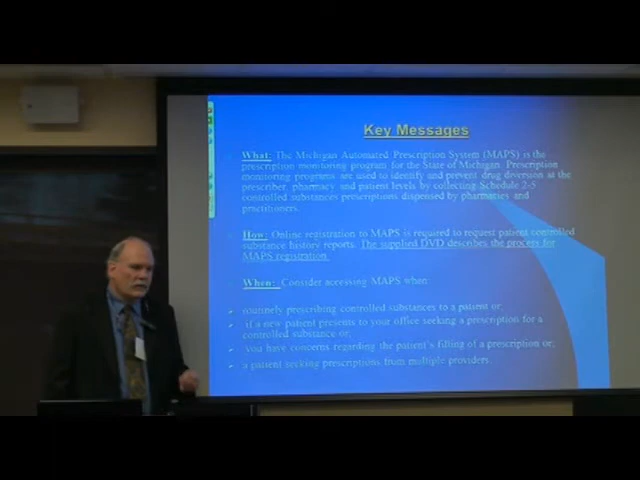 Key Messages
What: The Michigan Automated Prescription System (MAPS) is the
prescription monitoring program for the State of Michigan. Prescription
monitoring programs are used to identify and prevent drug diversion at the
prescriber, pharmacy and patient levels by collecting Schedule 2-5
controlled substances prescriptions dispensed by pharmacies and
practitioners.
How: Online registration to MAPS is required to request patient controlled
substance history reports. The supplied DVD describes the process for
MAPS registration.
When: Consider accessing MAPS when:
routinely prescribing controlled substances to a patient or;
if a new patient presents to your office seeking a prescription for a
controlled substance or;
you have concerns regarding the patient's filling of a prescription or;
a patient seeking prescriptions from multiple providers.